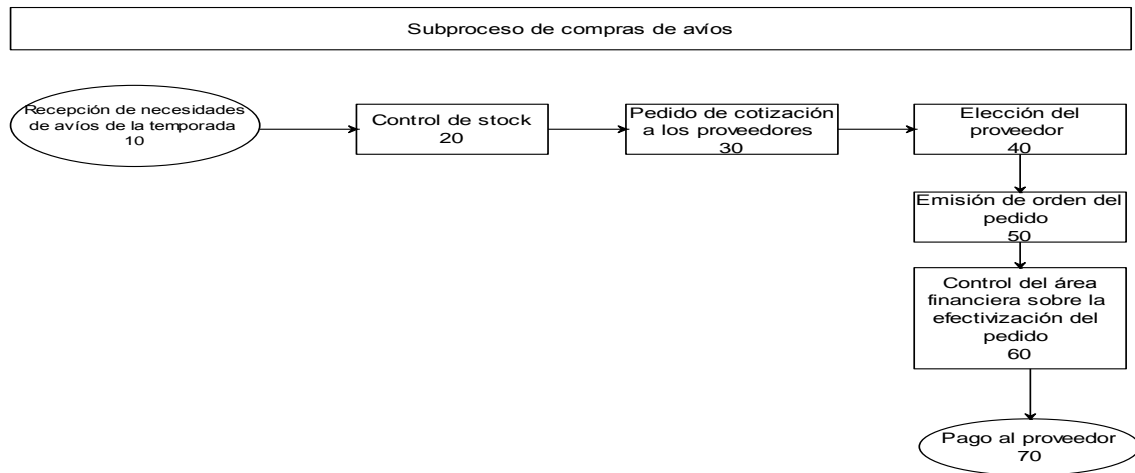 Subproceso de compras de avíos
Recepción de necesidades
de avíos de la temporada
10
Control de stock
20
Pedido de cotización
a los proveedores
30
Elección del
proveedor
40
Emisión de orden del
pedido
50
Control del área
financiera sobre la
efectivización del
pedido
60
Pago al proveedor
70